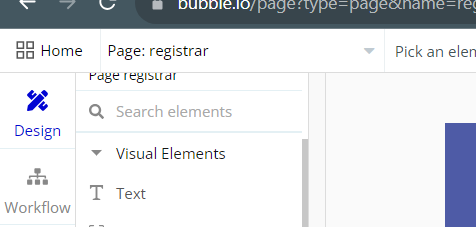 bubble.io/page?type=page&name=reg
Home
Page: registrar
Pick an elem
Page registrar
Design
Search elements
Visual Elements
Text
Workflow